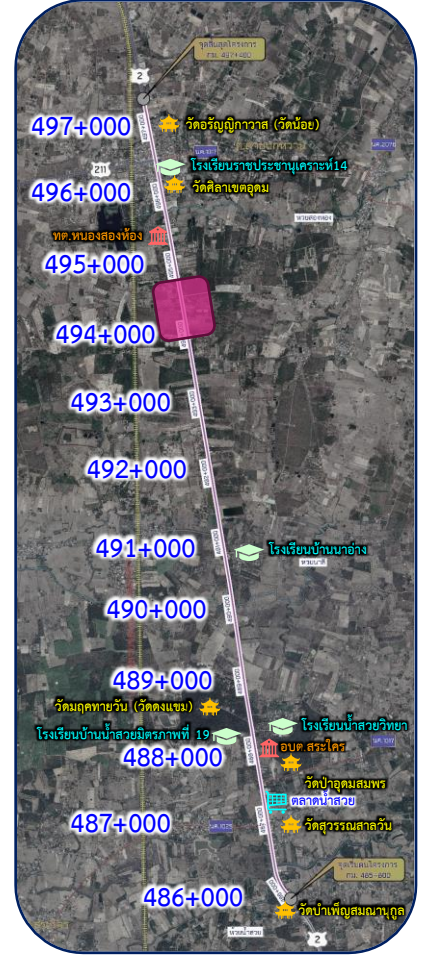 จุดสิ้นสุดโครงการ
กม. 497+480
2
497+000
วัดอรัญญิกาวาส (วัดน้อย)
211
โรงเรียนราชประชานุเคราะห์14
496+000
วัดศิลาเขตอุดม
ทต.หนองสองห้อง
495+000
494+000
493+000
492+000
491+000
โรงเรียนบ้านนาอ่าง
490+000
489+000
วัดมฤคทายวัน (วัดดงแขม)
โรงเรียนน้ำสวยวิทยา
โรงเรียนบ้านน้ำสวยมิตรภาพที่ 19
อบต.สระใคร
488+000
วัดป่าอุดมสมพร
ตลาดน้ำสวย
487+000
วัดสุวรรณสาลวัน
จุดเริ่มต้นโครงการ
486+000
วัดบำเพ็ญสมณานุกูล
ห้วยน้ำสวย
2